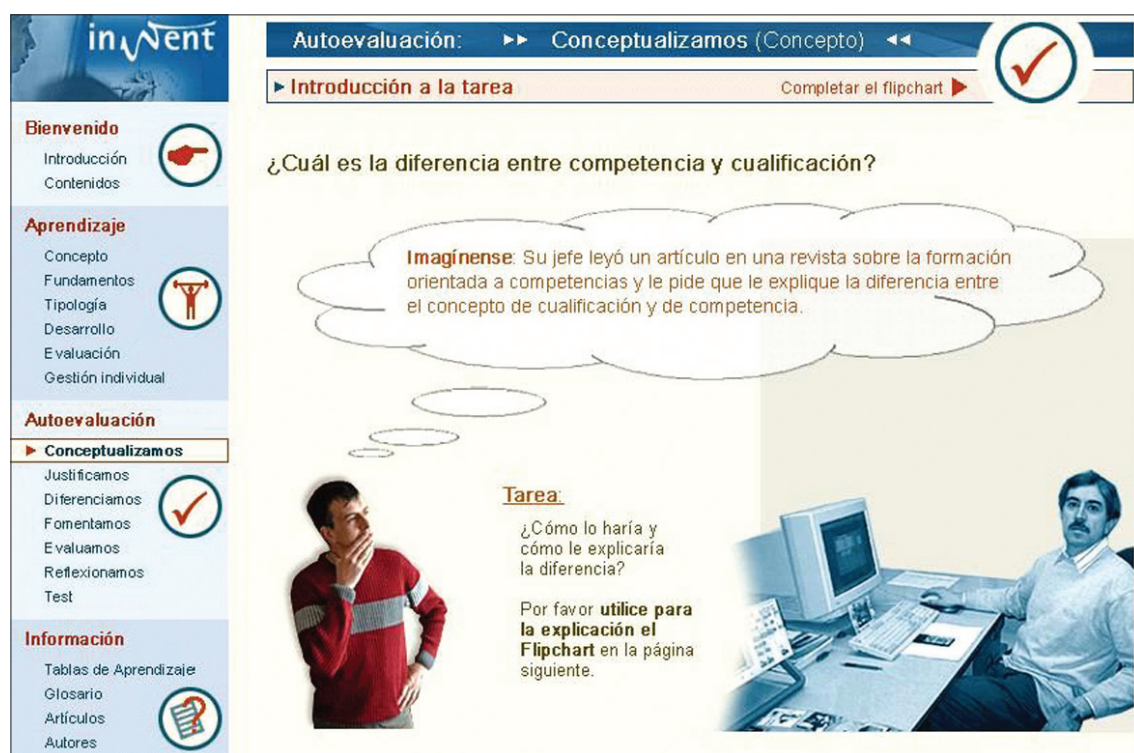 inWent
Autoevaluación: Conceptualizamos (Concepto)
Introducción a la tarea
Completar el flipchart
Bienvenido
Introducción
Contenidos
Aprendizaje
Concepto
Fundamentos
Tipología
Desarrollo
Evaluación
Gestión individual
Autoevaluación
Conceptualizamos
Justificamos
Diferenciamos
Fomentamos
Evaluamos
Reflexionamos
Test
Información
Tablas de Aprendizaje
Glosario
Artículos
Autores
¿Cuál es la diferencia entre competencia y cualificación?
Imagínense: Su jefe leyó un artículo en una revista sobre la formación
orientada a competencias y le pide que le explique la diferencia entre
el concepto de cualificación y de competencia.
Tarea:
¿Cómo lo haría y
cómo le explicaría
la diferencia?
Por favor utilice para
la explicación el
Flipchart en la página
siguiente.